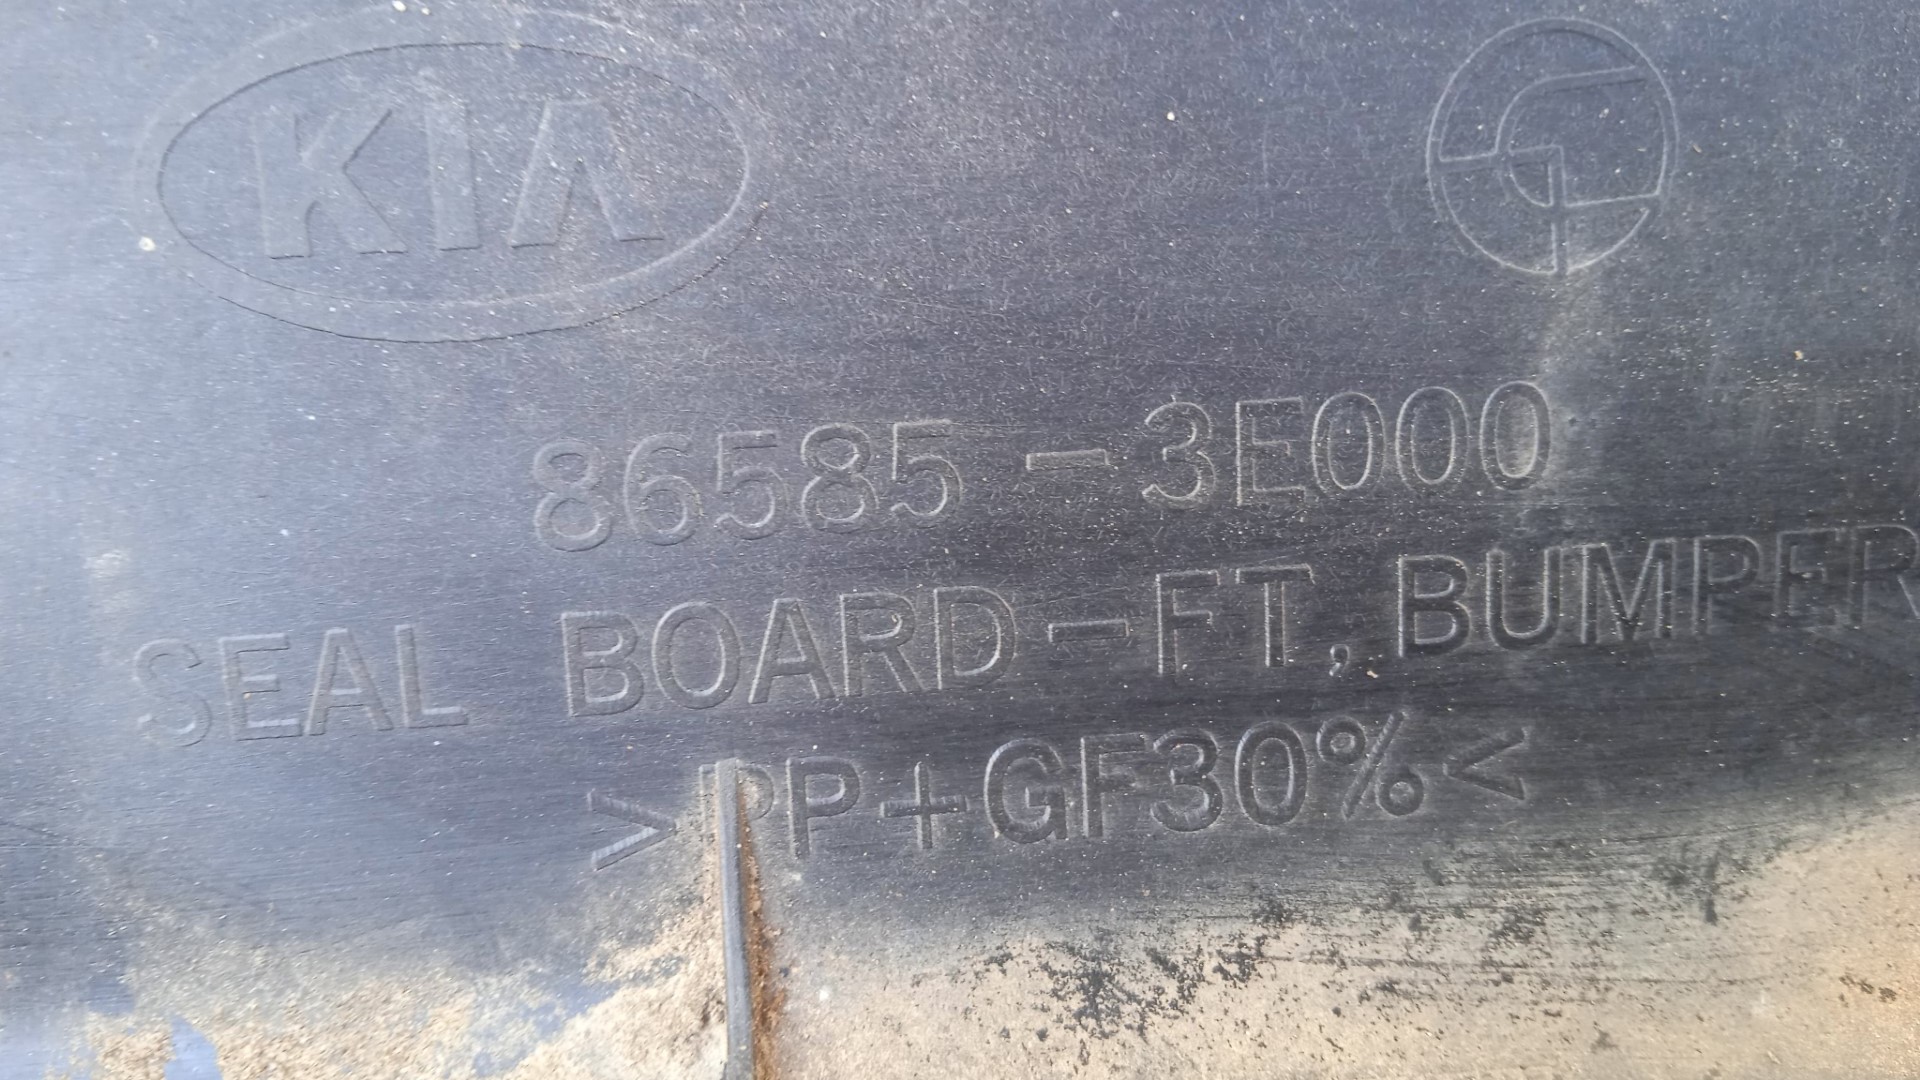 KIA
86585-3E000
SEAL BOARD-FT, BUMPER
>PP+GF30%<